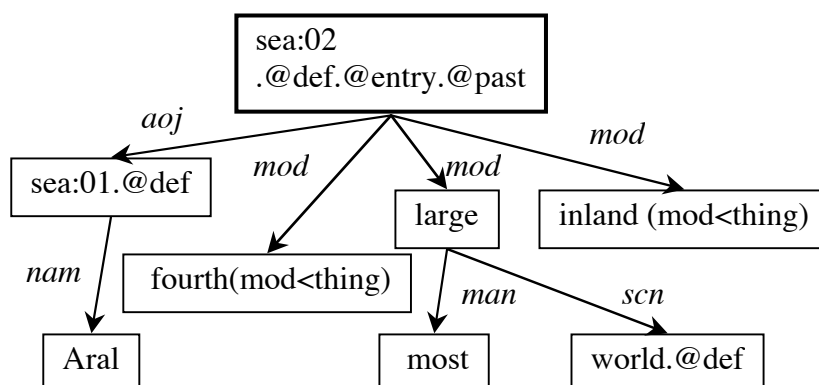 sea:02
.@def.@entry.@past
aoj
mod
mod
mod
sea:01.@def
large
inland (mod<thing)
nam
fourth(mod<thing)
man
scn
Aral
most
world.@def